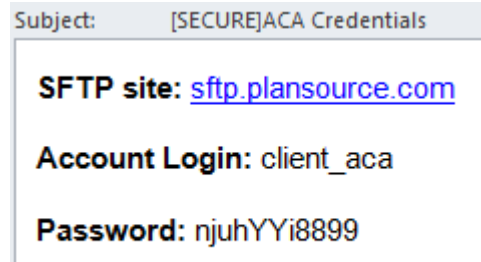 Subject: [SECURE]ACA Credentials
SFTP site: sftp.plansource.com
Account Login: client_aca
Password: njuhYYi8899